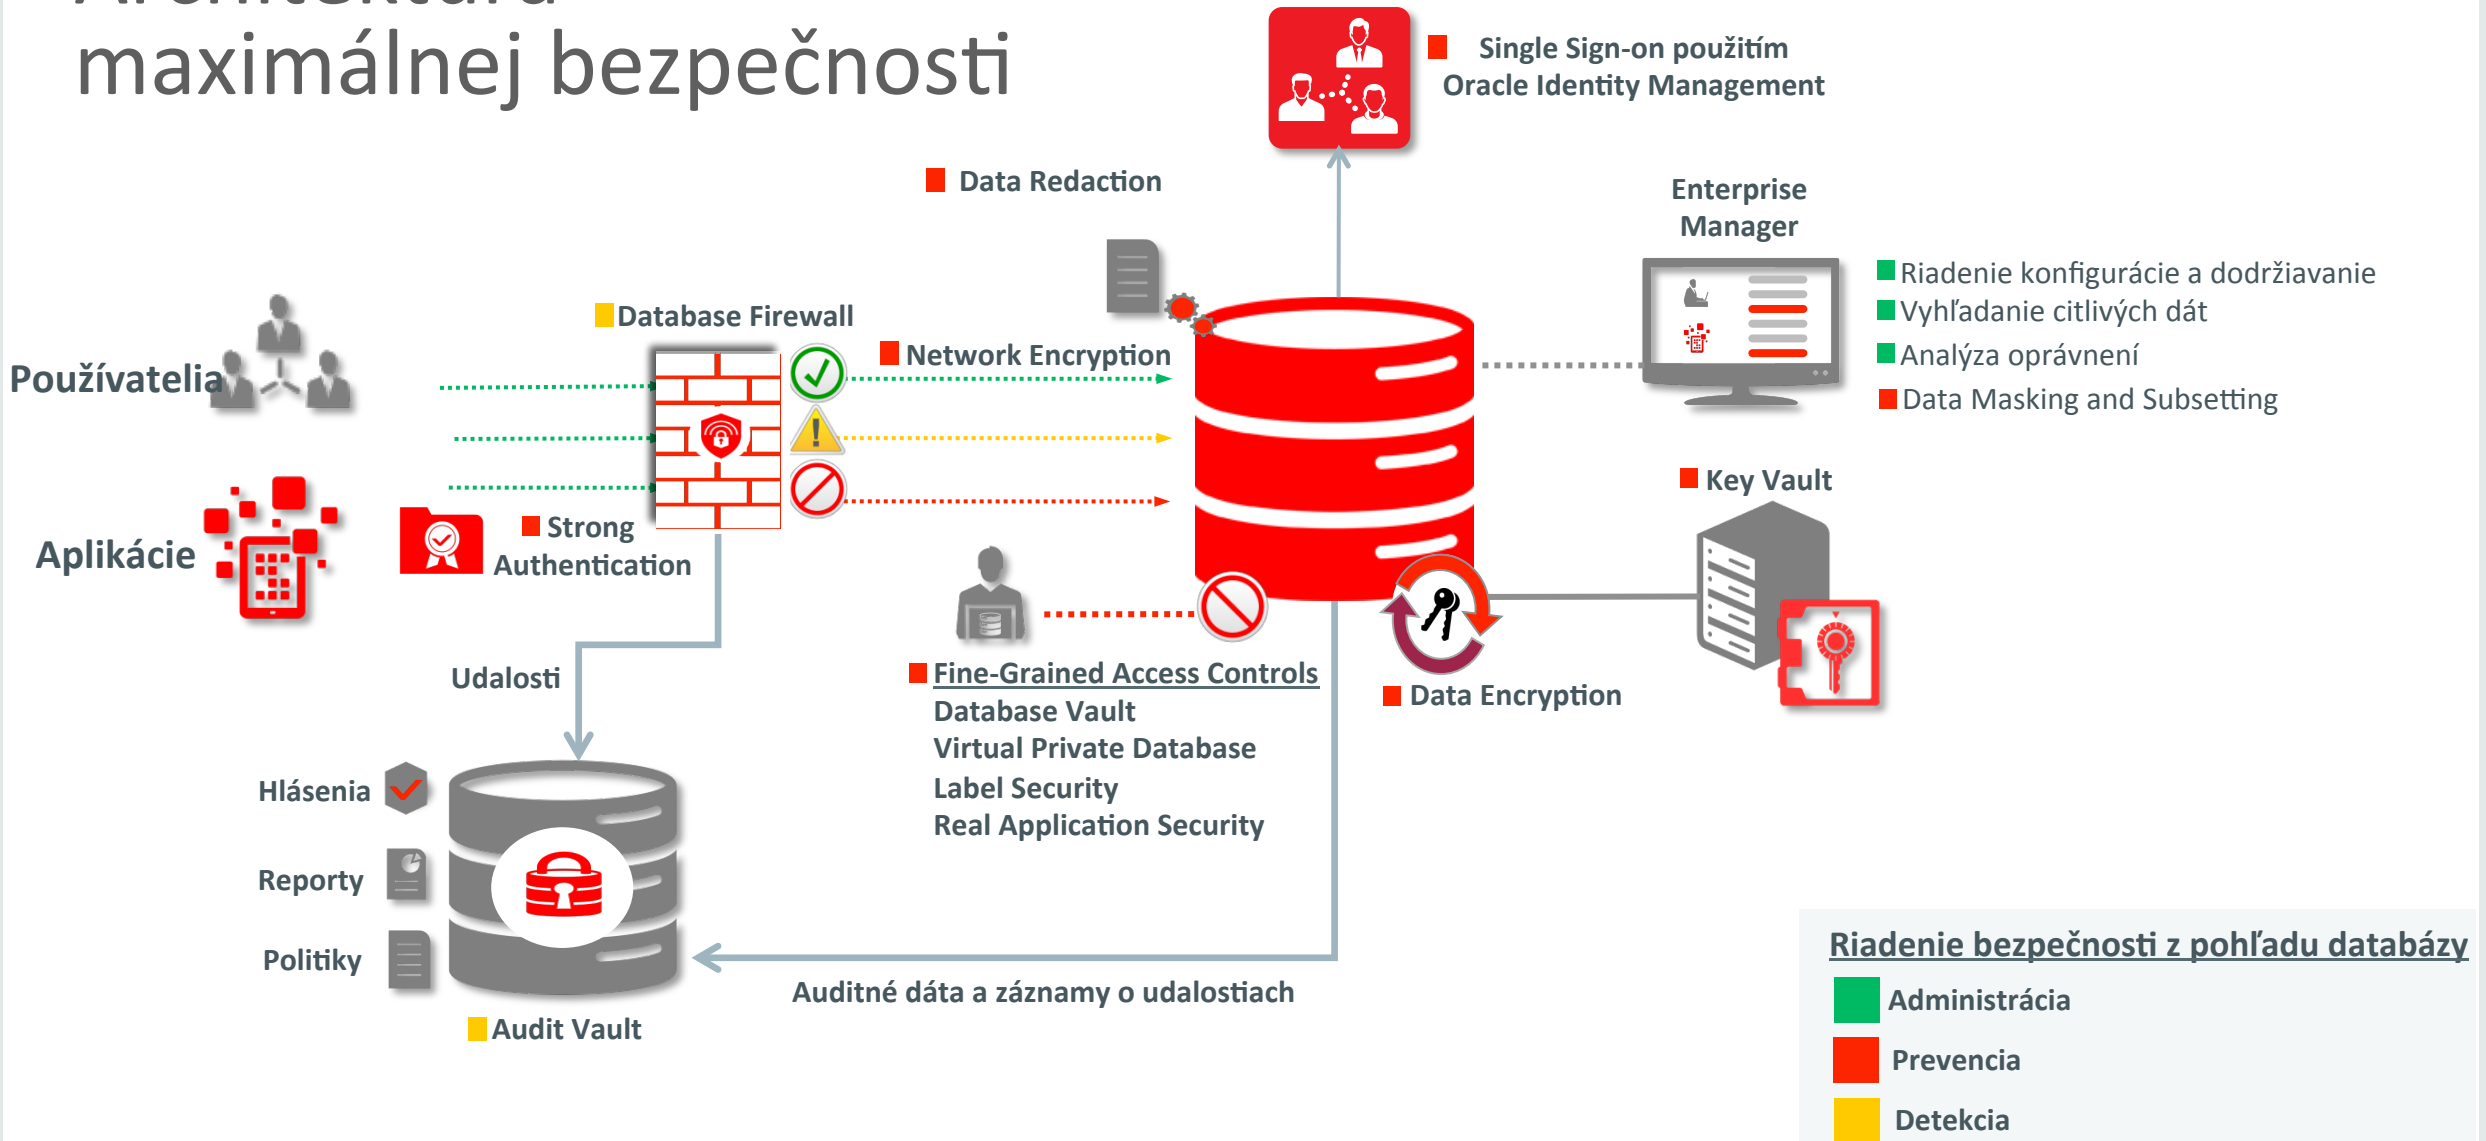 Architektúra
maximálnej bezpečnosti
Single Sign-on použitím
Oracle Identity Management
Data Redaction
Enterprise
Manager
Riadenie konfigurácie a dodržiavanie
Vyhľadanie citlivých dát
Analýza oprávnení
Data Masking and Subsetting
Database Firewall
Network Encryption
Používatelia
Key Vault
Strong
Authentication
Aplikácie
Udalosti
Fine-Grained Access Controls
Database Vault
Virtual Private Database
Label Security
Real Application Security
Data Encryption
Hlásenia
Reporty
Politiky
Auditné dáta a záznamy o udalostiach
Audit Vault
Riadenie bezpečnosti z pohľadu databázy
Administrácia
Prevencia
Detekcia